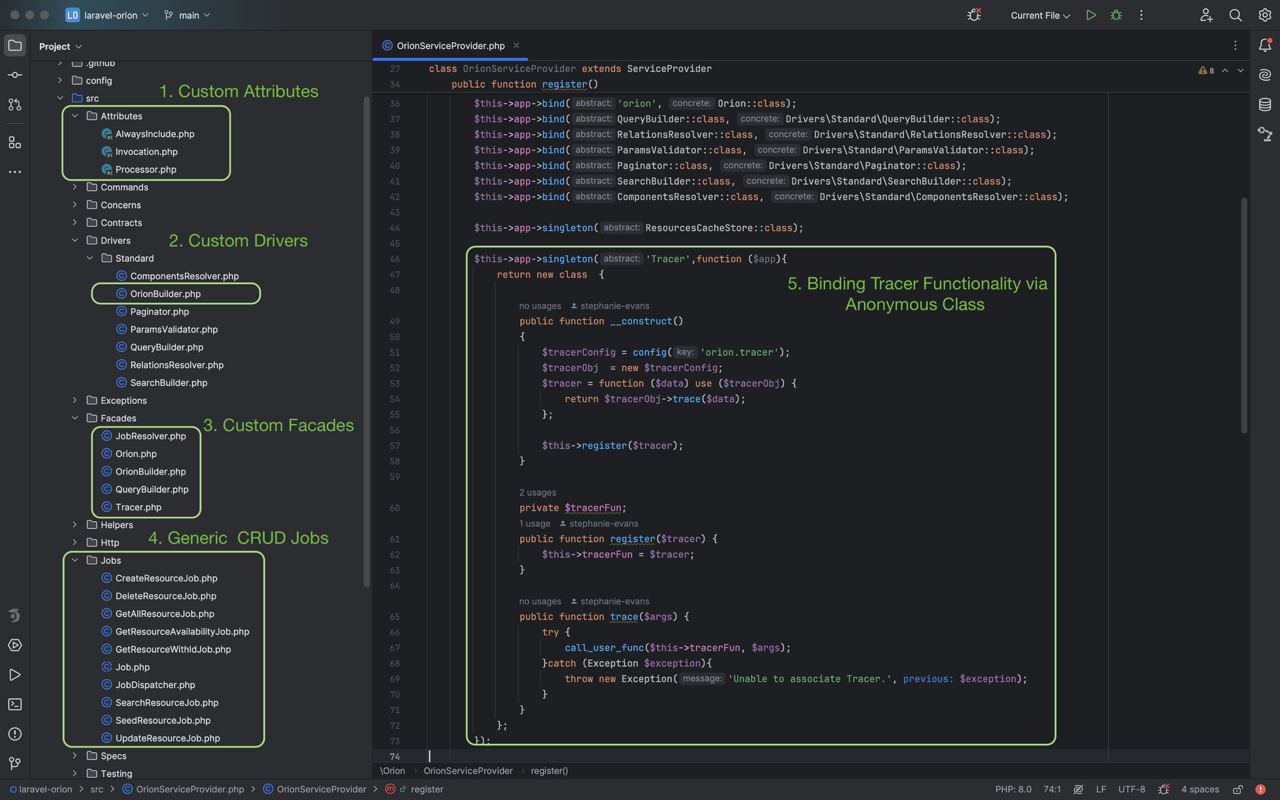 LO laravel-orion main Current File
Project
OrionServiceProvider.php
.github
config
src
1. Custom Attributes
Attributes
AlwaysInclude.php
Invocation.php
Processor.php
Commands
Concerns
Contracts
Drivers
2. Custom Drivers
Standard
ComponentsResolver.php
OrionBuilder.php
Paginator.php
ParamsValidator.php
QueryBuilder.php
RelationsResolver.php
SearchBuilder.php
Exceptions
Facades
3. Custom Facades
JobResolver.php
Orion.php
OrionBuilder.php
QueryBuilder.php
Tracer.php
Helpers
Http
4. Generic CRUD Jobs
Jobs
CreateResourceJob.php
DeleteResourceJob.php
GetAllResourceJob.php
GetResourceAvailabilityJob.php
GetResourceWithIdJob.php
Job.php
JobDispatcher.php
SearchResourceJob.php
SeedResourceJob.php
UpdateResourceJob.php
Specs
Testing
27 class OrionServiceProvider extends ServiceProvider
8
34 public function register()
36 $this->app->bind( abstract: 'orion', concrete: Orion::class);
37 $this->app->bind( abstract: QueryBuilder::class, concrete: Drivers\Standard\QueryBuilder::class);
38 $this->app->bind( abstract: RelationsResolver::class, concrete: Drivers\Standard\RelationsResolver::class);
39 $this->app->bind( abstract: ParamsValidator::class, concrete: Drivers\Standard\ParamsValidator::class);
40 $this->app->bind( abstract: Paginator::class, concrete: Drivers\Standard\Paginator::class);
41 $this->app->bind( abstract: SearchBuilder::class, concrete: Drivers\Standard\SearchBuilder::class);
42 $this->app->bind( abstract: ComponentsResolver::class, concrete: Drivers\Standard\ComponentsResolver::class);
43
44 $this->app->singleton( abstract: ResourcesCacheStore::class);
45
46 $this->app->singleton( abstract: 'Tracer',function ($app){
47 return new class {
5. Binding Tracer Functionality via
Anonymous Class
48
no usages stephanie-evans
49 public function __construct()
50 {
51 $tracerConfig = config( key: 'orion.tracer');
52 $tracerObj = new $tracerConfig;
53 $tracer = function ($data) use ($tracerObj) {
54 return $tracerObj->trace($data);
55 };
56
57 $this->register($tracer);
58 }
59
2 usages
60 private $tracerFun;
1 usage stephanie-evans
61 public function register($tracer) {
62 $this->tracerFun = $tracer;
63 }
64
no usages stephanie-evans
65 public function trace($args) {
66 try {
67 call_user_func($this->tracerFun, $args);
68 }catch (Exception $exception){
69 throw new Exception( message: 'Unable to associate Tracer.', previous: $exception);
70 }
71 }
72 };
73 });
74
\Orion OrionServiceProvider register()
laravel-orion src OrionServiceProvider.php OrionServiceProvider register PHP: 8.0 74:1 LF UTF-8 4 spaces